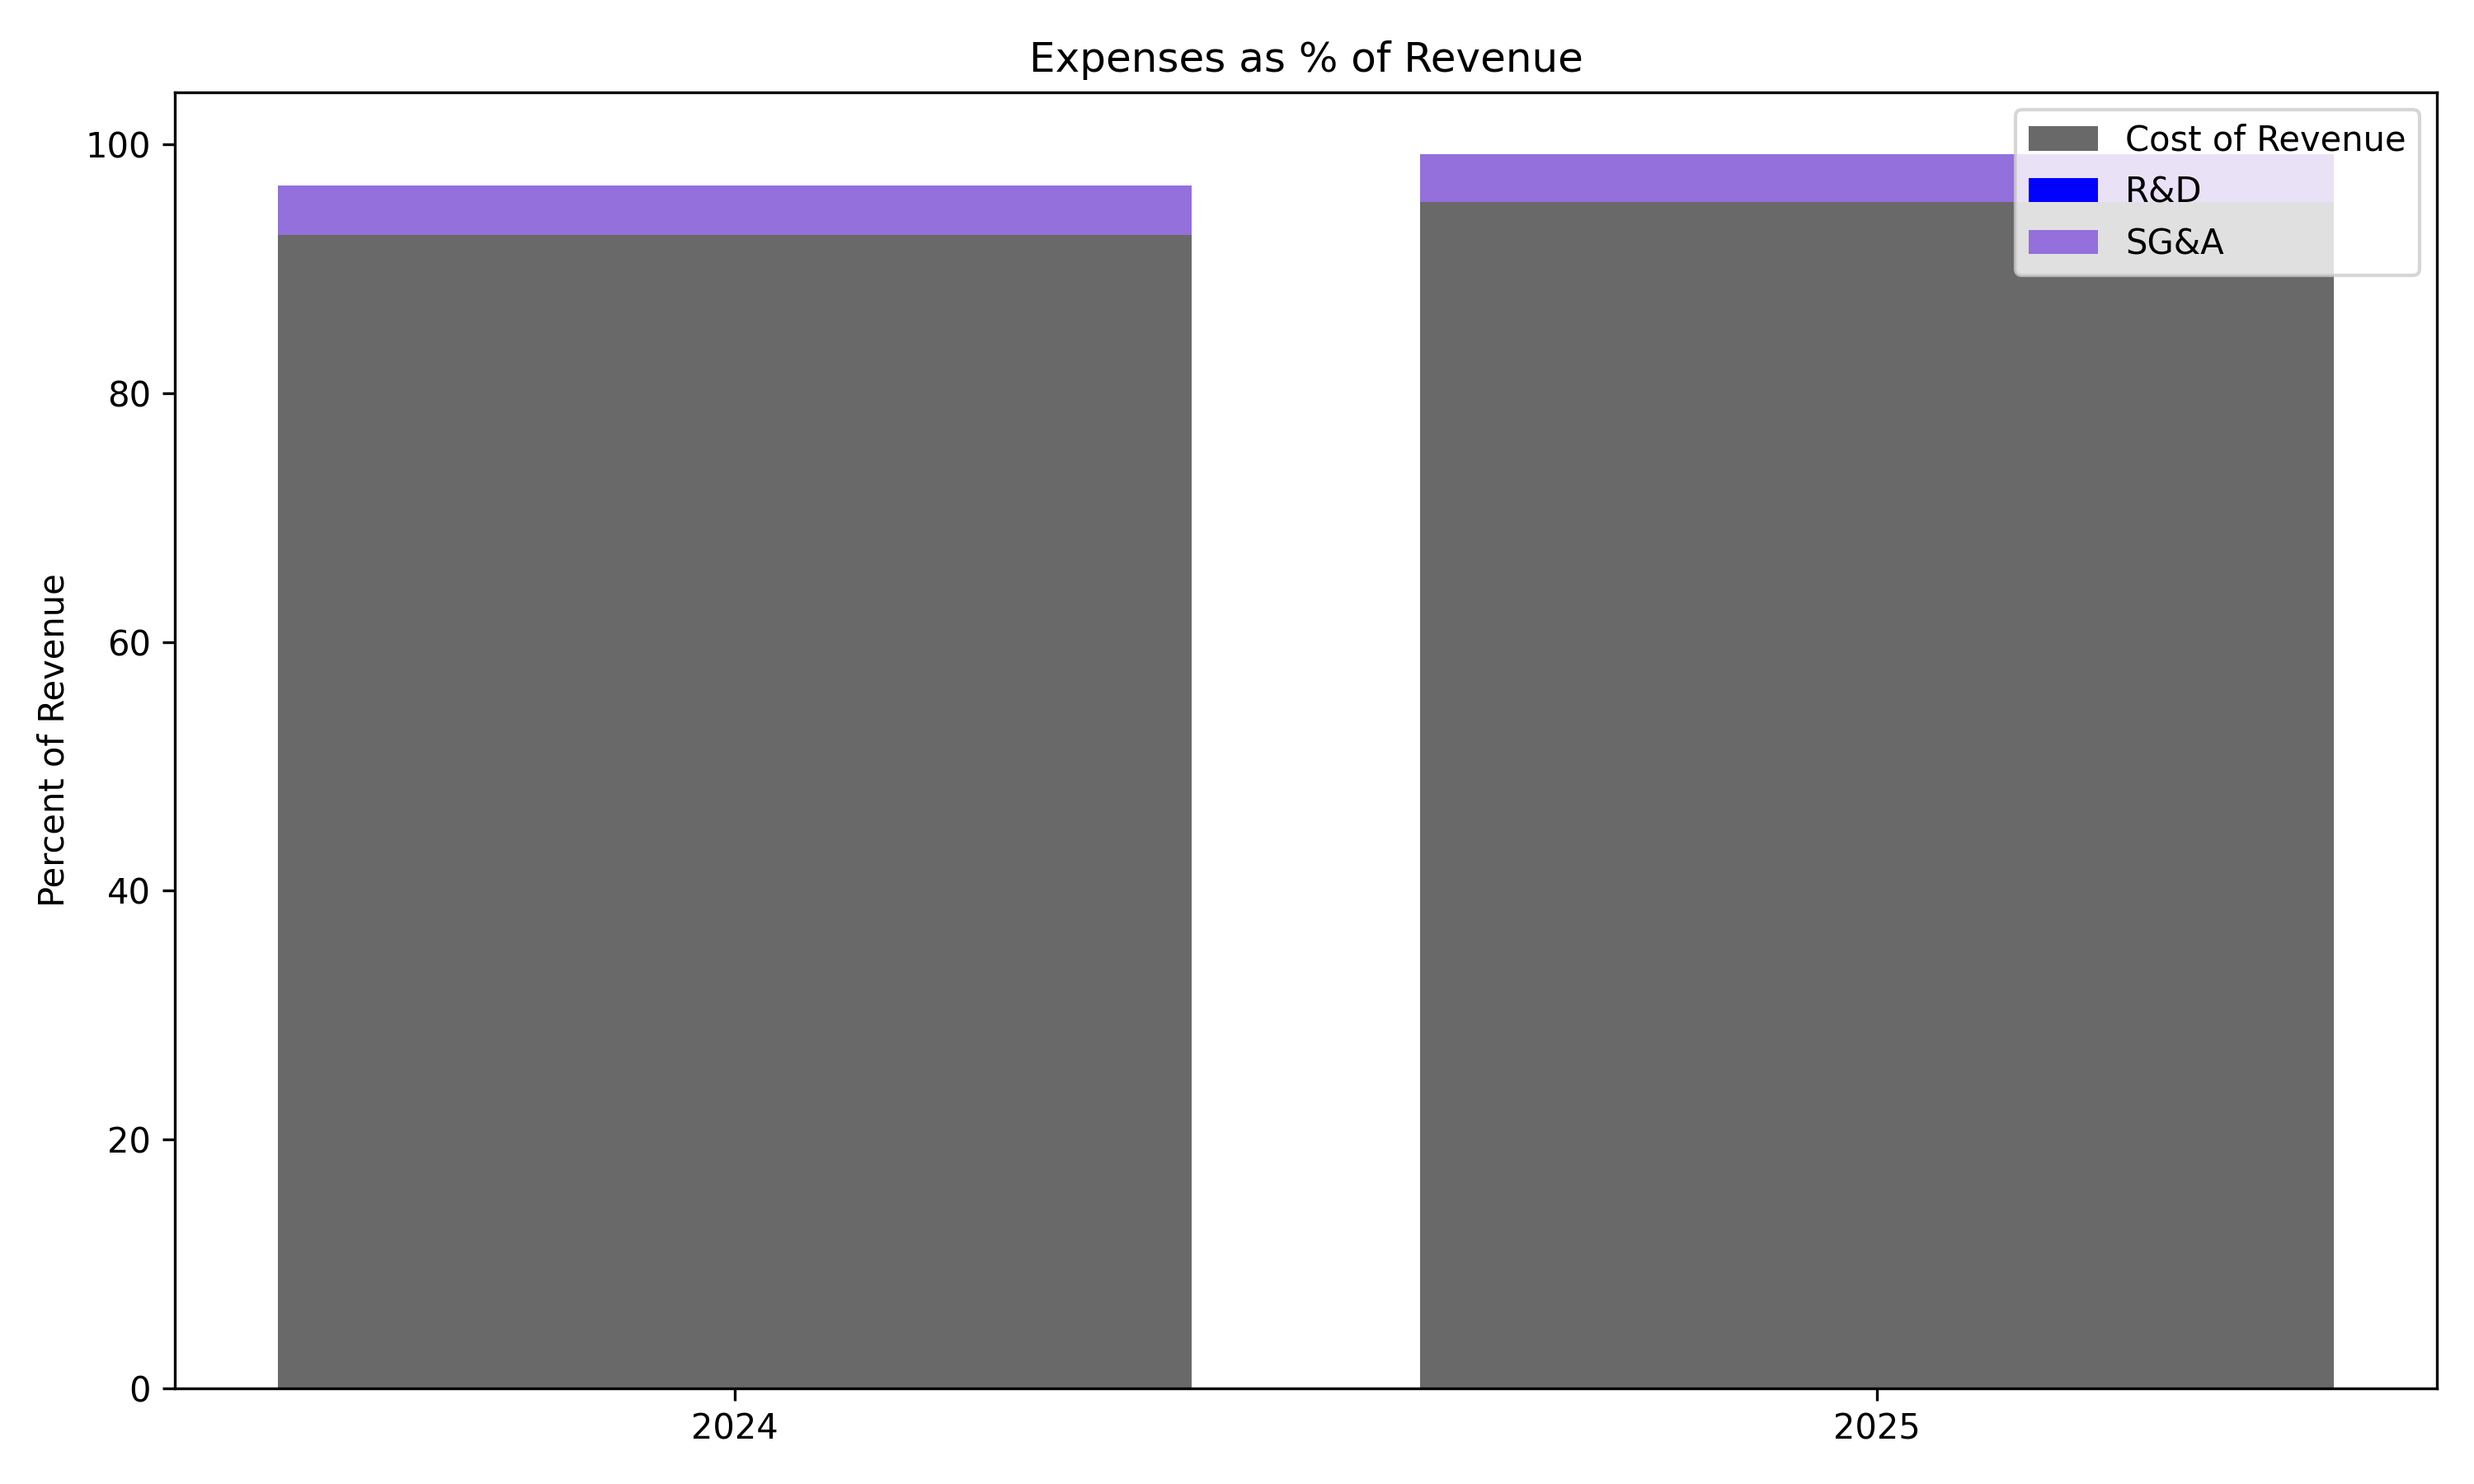 Expenses as % of Revenue
Percent of Revenue
100
80
60
40
20
0
2024
2025
Cost of Revenue
R&D
SG&A